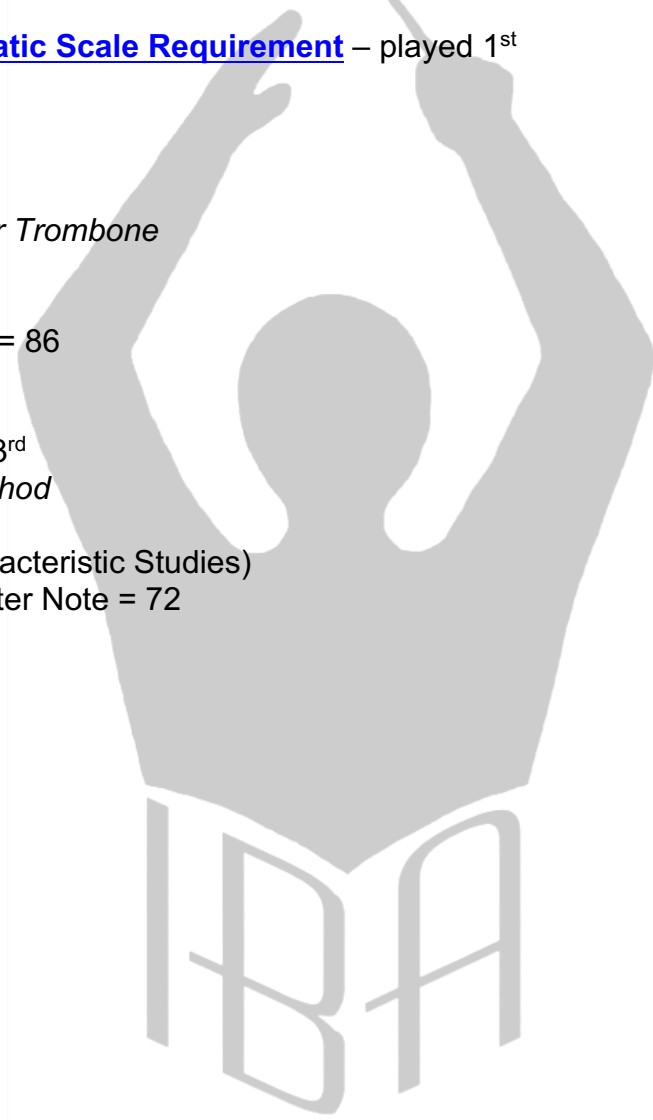 atic Scale Requirement – played 1st
r Trombone
= 86
3rd
hod
acteristic Studies)
ter Note = 72
IBA